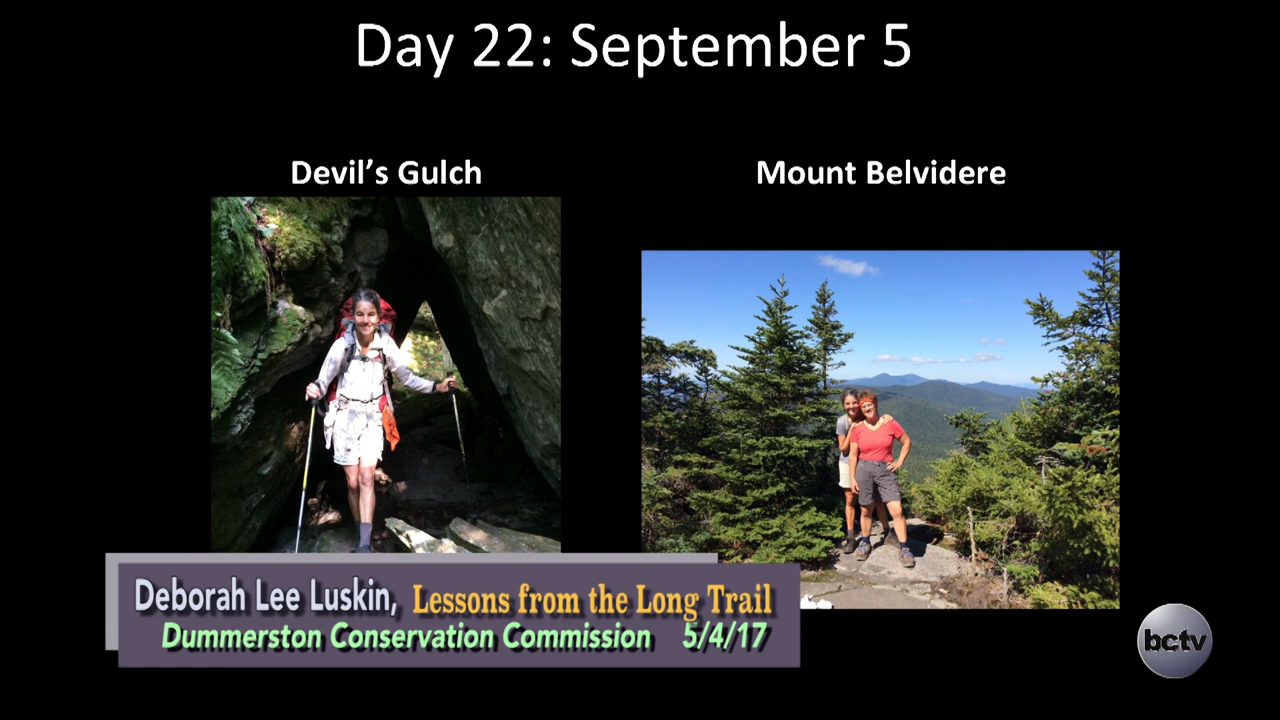 Day 22: September 5
Devil's Gulch
Mount Belvidere
Deborah Lee Luskin, Lessons from the Long Trail
Dummerston Conservation Commission 5/4/17
bctv